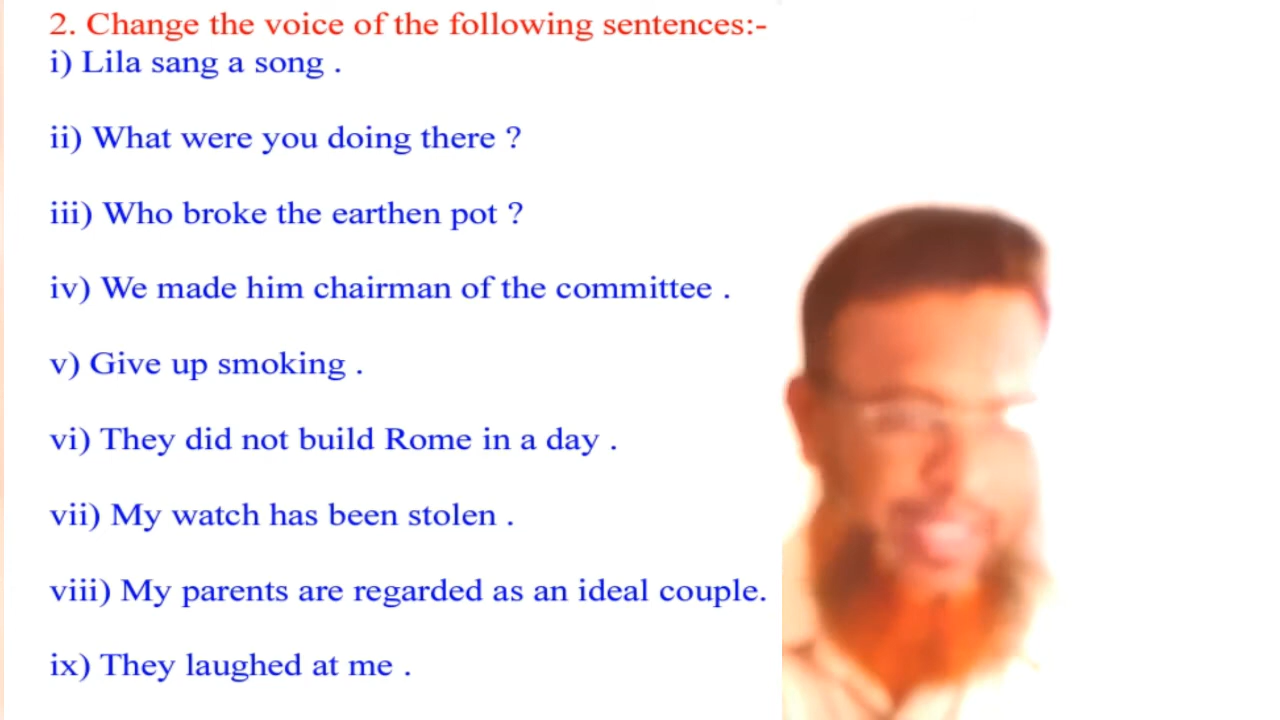 2. Change the voice of the following sentences:-
i) Lila sang a song .
ii) What were you doing there ?
iii) Who broke the earthen pot ?
iv) We made him chairman of the committee .
v) Give up smoking .
vi) They did not build Rome in a day .
vii) My watch has been stolen .
viii) My parents are regarded as an ideal couple.
ix) They laughed at me .